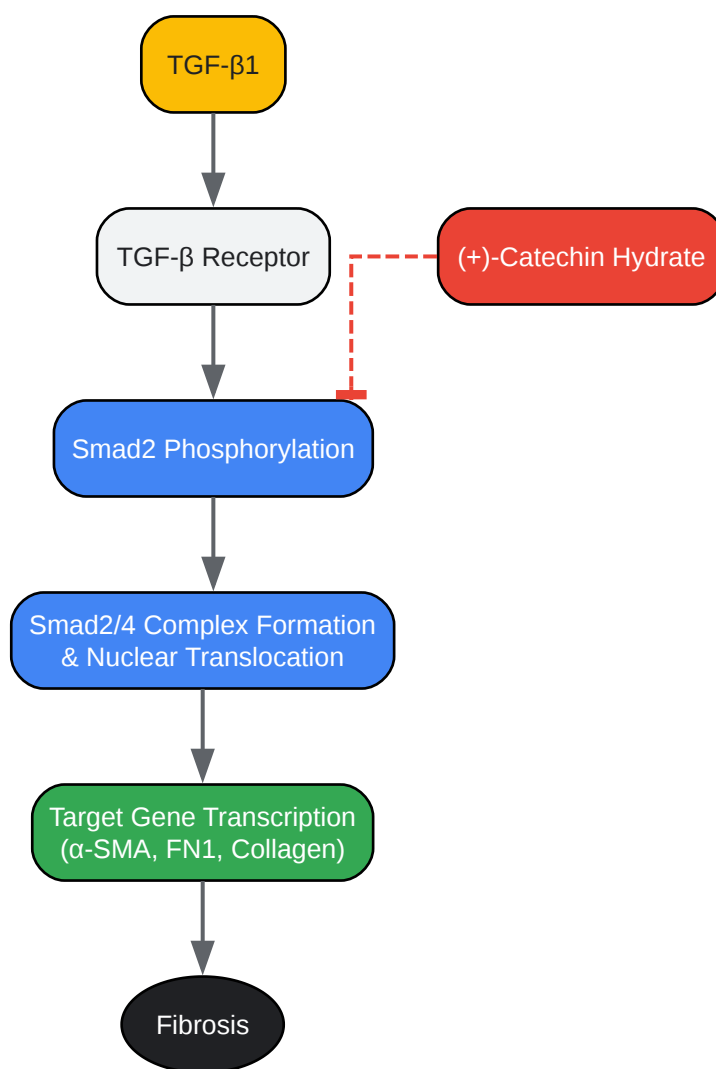 TGF-β1
TGF-β Receptor
(+)-Catechin Hydrate
Smad2 Phosphorylation
Smad2/4 Complex Formation
& Nuclear Translocation
Target Gene Transcription
(α-SMA, FN1, Collagen)
Fibrosis